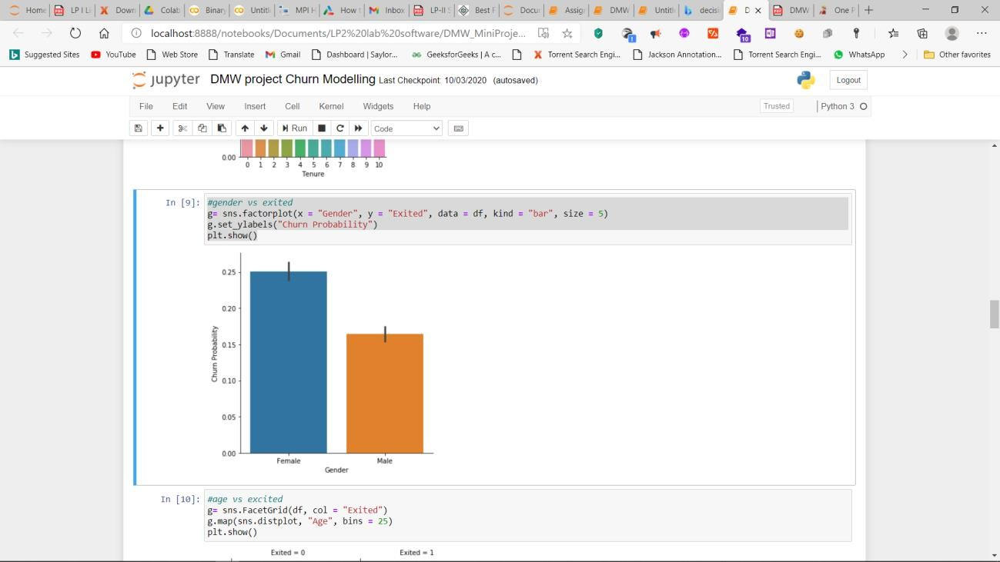 Home
LP I Li
Down
Colab
Binary
Untitl
MPI H
How t
Inbox
LP-II S
Best F
Docu
Assig
DMW
Untit
decisi
D
DMW
One P
localhost:8888/notebooks/Documents/LP2%20lab%20software/DMW_MiniProje...
10
Suggested Sites
YouTube
Web Store
Translate
Gmail
Dashboard | Saylor...
GeeksforGeeks | A c...
Torrent Search Engi...
Jackson Annotation...
Torrent Search Engi...
WhatsApp
Other favorites
jupyter DMW project Churn Modelling Last Checkpoint: 10/03/2020 (autosaved)
Logout
File Edit View Insert Cell Kernel Widgets Help
Trusted
Python 3
Run
Code
0.00
0 1 2 3 4 5 6 7 8 9 10
Tenure
In [9]:
#gender vs exited
g= sns.factorplot(x = "Gender", y = "Exited", data = df, kind = "bar", size = 5)
g.set_ylabels("Churn Probability")
plt.show()
0.25
0.20
0.15
0.10
0.05
0.00
Churn Probability
Female Male
Gender
In [10]:
#age vs excited
g= sns.FacetGrid(df, col = "Exited")
g.map(sns.distplot, "Age", bins = 25)
plt.show()
Exited = 0 Exited = 1